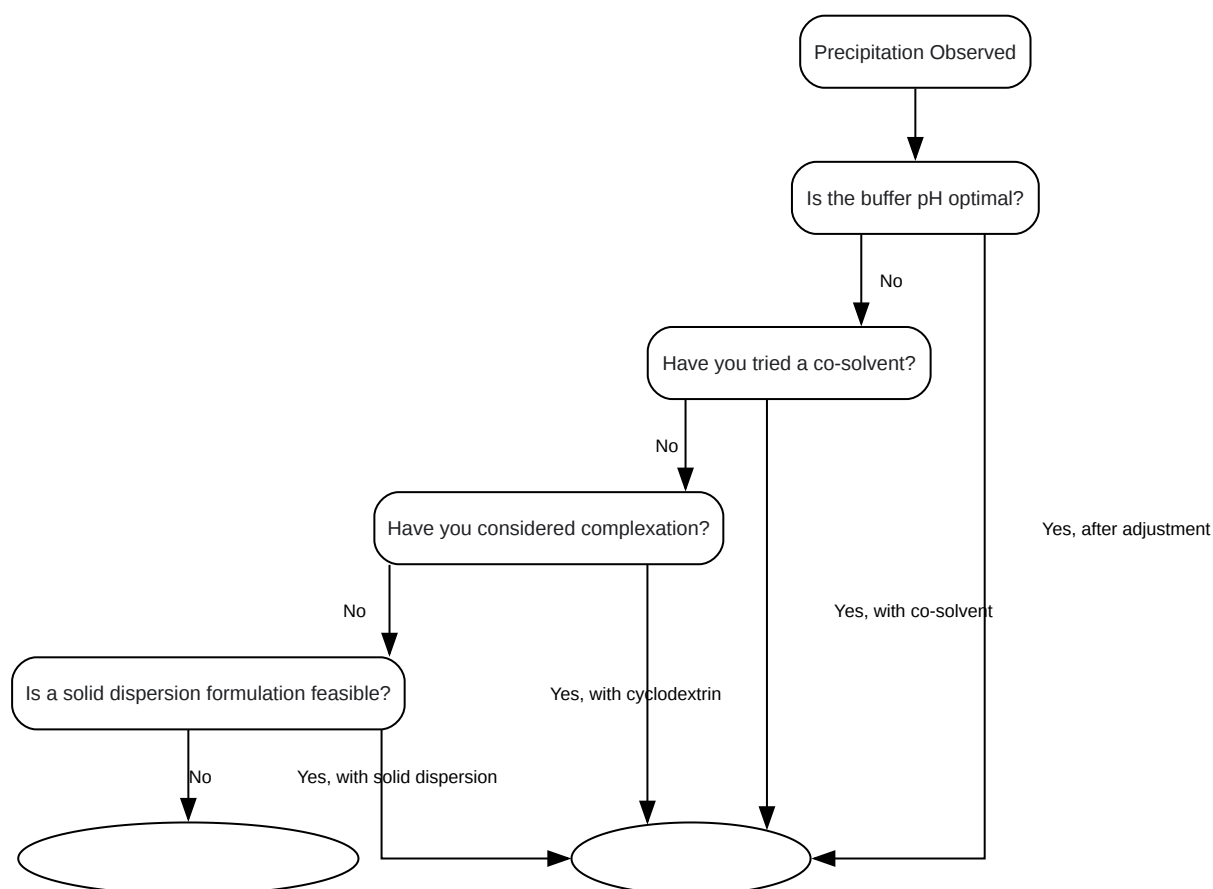 Precipitation Observed
Is the buffer pH optimal?
No
Have you tried a co-solvent?
No
Have you considered complexation?
Yes, after adjustment
No
Yes, with co-solvent
Is a solid dispersion formulation feasible?
Yes, with cyclodextrin
No
Yes, with solid dispersion